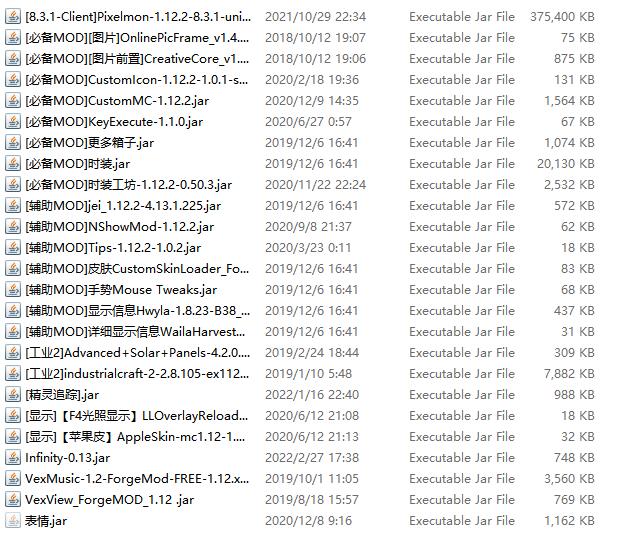 [8.3.1-Client]Pixelmon-1.12.2-8.3.1-uni... 2021/10/29 22:34 Executable Jar File 375,400 KB
[必备MOD][图片]OnlinePicFrame_v1.4.... 2018/10/12 19:07 Executable Jar File 75 KB
[必备MOD][图片前置]CreativeCore_v1.... 2018/10/12 19:06 Executable Jar File 875 KB
[必备MOD]CustomIcon-1.12.2-1.0.1-s... 2020/2/18 19:36 Executable Jar File 131 KB
[必备MOD]CustomMC-1.12.2.jar 2020/12/9 14:35 Executable Jar File 1,564 KB
[必备MOD]KeyExecute-1.1.0.jar 2020/6/27 0:57 Executable Jar File 67 KB
[必备MOD]更多箱子.jar 2019/12/6 16:41 Executable Jar File 1,074 KB
[必备MOD]时装.jar 2019/12/6 16:41 Executable Jar File 20,130 KB
[必备MOD]时装工坊-1.12.2-0.50.3.jar 2020/11/22 22:24 Executable Jar File 2,532 KB
[辅助MOD]jei_1.12.2-4.13.1.225.jar 2019/12/6 16:41 Executable Jar File 572 KB
[辅助MOD]NShowMod-1.12.2.jar 2020/9/8 21:37 Executable Jar File 62 KB
[辅助MOD]Tips-1.12.2-1.0.2.jar 2020/3/23 0:11 Executable Jar File 18 KB
[辅助MOD]皮肤CustomSkinLoader_Fo... 2019/12/6 16:41 Executable Jar File 83 KB
[辅助MOD]手势Mouse Tweaks.jar 2019/12/6 16:41 Executable Jar File 68 KB
[辅助MOD]显示信息Hwyla-1.8.23-B38_... 2019/12/6 16:41 Executable Jar File 437 KB
[辅助MOD]详细显示信息WailaHarvest... 2019/12/6 16:41 Executable Jar File 31 KB
[工业2]Advanced+Solar+Panels-4.2.0.... 2019/2/24 18:44 Executable Jar File 309 KB
[工业2]industrialcraft-2-2.8.105-ex112... 2019/1/10 5:48 Executable Jar File 7,882 KB
[精灵追踪].jar 2022/1/16 22:40 Executable Jar File 988 KB
[显示]【F4光照显示】LLOverlayReload... 2020/6/12 21:08 Executable Jar File 18 KB
[显示]【苹果皮】AppleSkin-mc1.12-1.... 2020/6/12 21:13 Executable Jar File 32 KB
Infinity-0.13.jar 2022/2/27 17:38 Executable Jar File 748 KB
VexMusic-1.2-ForgeMod-FREE-1.12.x... 2019/10/1 11:05 Executable Jar File 3,560 KB
VexView_ForgeMOD_1.12 .jar 2019/8/18 15:57 Executable Jar File 769 KB
表情.jar 2020/12/8 9:16 Executable Jar File 1,162 KB